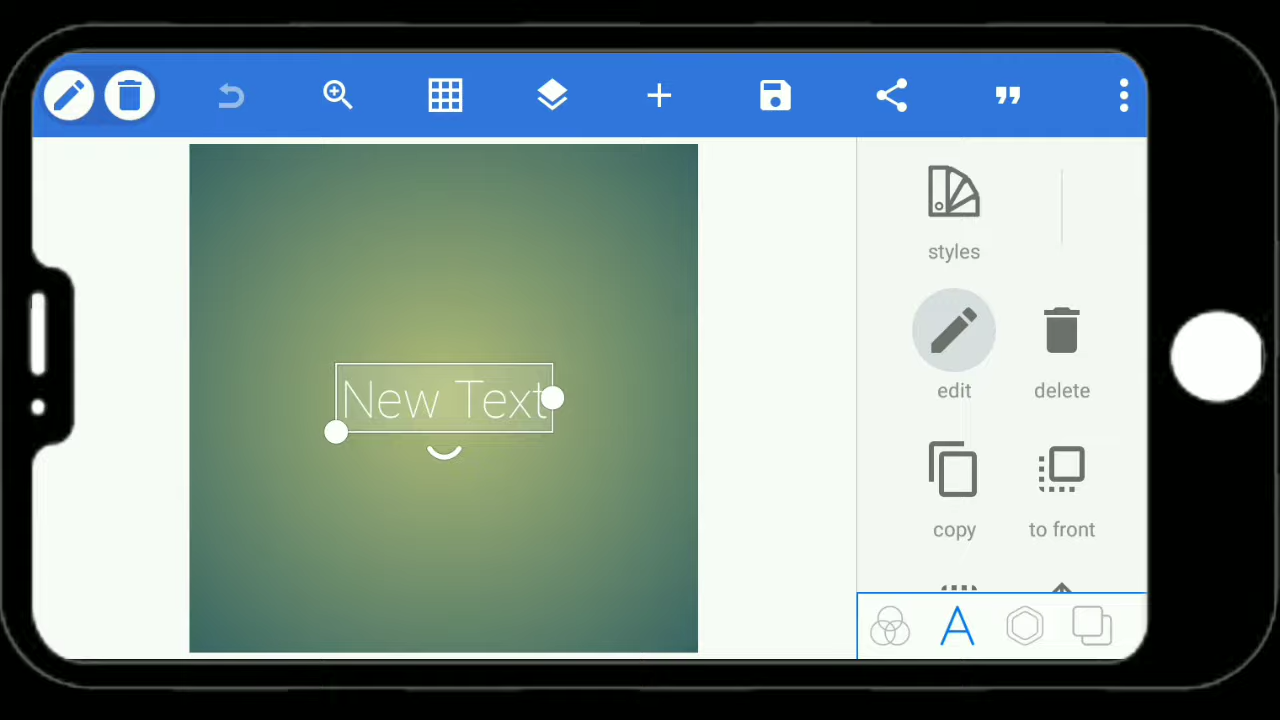 styles
New Text
edit
delete
copy
to front